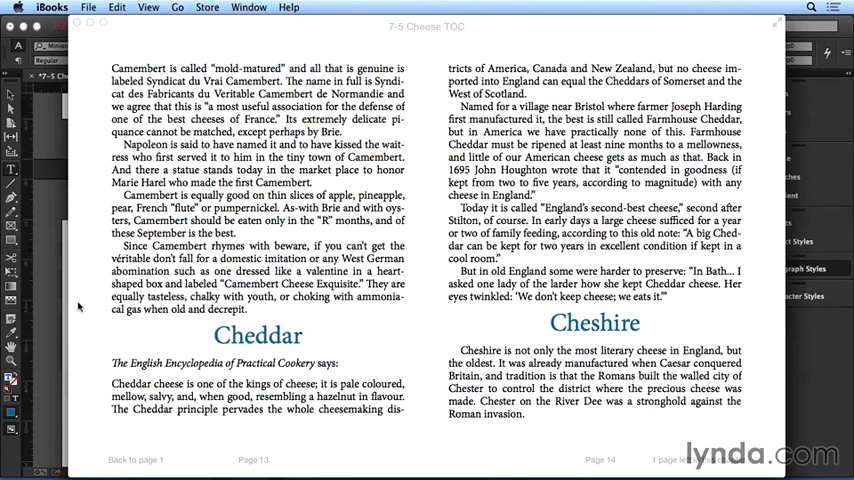 iBooks File Edit View Go Store Window Help
7-5 Cheese TOC
Minion
Regular
*7-5 Ch
Camembert is called “mold-matured” and all that is genuine is
labeled Syndicat du Vrai Camembert. The name in full is Syndi-
cat des Fabricants du Veritable Camembert de Normandie and
we agree that this is “a most useful association for the defense of
one of the best cheeses of France.” Its extremely delicate pi-
quance cannot be matched, except perhaps by Brie.
Napoleon is said to have named it and to have kissed the wait-
ress who first served it to him in the tiny town of Camembert.
And there a statue stands today in the market place to honor
Marie Harel who made the first Camembert.
Camembert is equally good on thin slices of apple, pineapple,
pear, French “flute” or pumpernickel. As-with Brie and with oys-
ters, Camembert should be eaten only in the “R” months, and of
these September is the best.
Since Camembert rhymes with beware, if you can’t get the
véritable don’t fall for a domestic imitation or any West German
abomination such as one dressed like a valentine in a heart-
shaped box and labeled “Camembert Cheese Exquisite.” They are
equally tasteless, chalky with youth, or choking with ammonia-
cal gas when old and decrepit.
Cheddar
The English Encyclopedia of Practical Cookery says:
Cheddar cheese is one of the kings of cheese; it is pale coloured,
mellow, salvy, and, when good, resembling a hazelnut in flavour.
The Cheddar principle pervades the whole cheesemaking dis-
tricts of America, Canada and New Zealand, but no cheese im-
ported into England can equal the Cheddars of Somerset and the
West of Scotland.
Named for a village near Bristol where farmer Joseph Harding
first manufactured it, the best is still called Farmhouse Cheddar,
but in America we have practically none of this. Farmhouse
Cheddar must be ripened at least nine months to a mellowness,
and little of our American cheese gets as much as that. Back in
1695 John Houghton wrote that it “contended in goodness (if
kept from two to five years, according to magnitude) with any
cheese in England.”
Today it is called “England’s second-best cheese,” second after
Stilton, of course. In early days a large cheese sufficed for a year
or two of family feeding, according to this old note: “A big Ched-
dar can be kept for two years in excellent condition if kept in a
cool room.”
But in old England some were harder to preserve: “In Bath... I
asked one lady of the larder how she kept Cheddar cheese. Her
eyes twinkled: ‘We don’t keep cheese; we eats it.’”
Cheshire
Cheshire is not only the most literary cheese in England, but
the oldest. It was already manufactured when Caesar conquered
Britain, and tradition is that the Romans built the walled city of
Chester to control the district where the precious cheese was
made. Chester on the River Dee was a stronghold against the
Roman invasion.
Back to page 1 Page 13 Page 14 1 page left in this
lynda.com
ct Styles
graph Styles
cter Styles